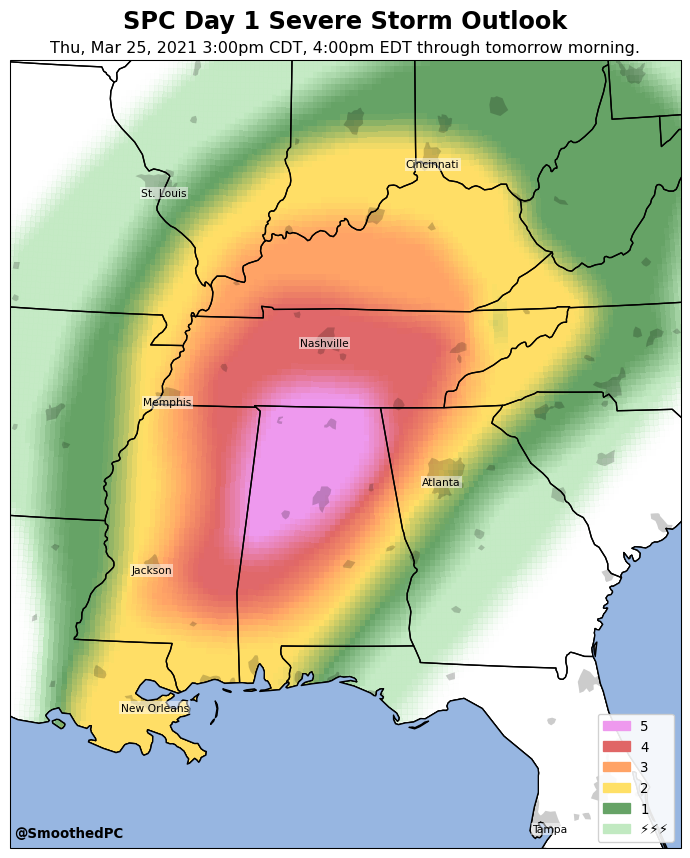 SPC Day 1 Severe Storm Outlook
Thu, Mar 25, 2021 3:00pm CDT, 4:00pm EDT through tomorrow morning.
Cincinnati
St. Louis
Nashville
Memphis
Atlanta
Jackson
New Orleans
5
4
3
2
1
⚡⚡⚡
Tampa
@SmoothedPC